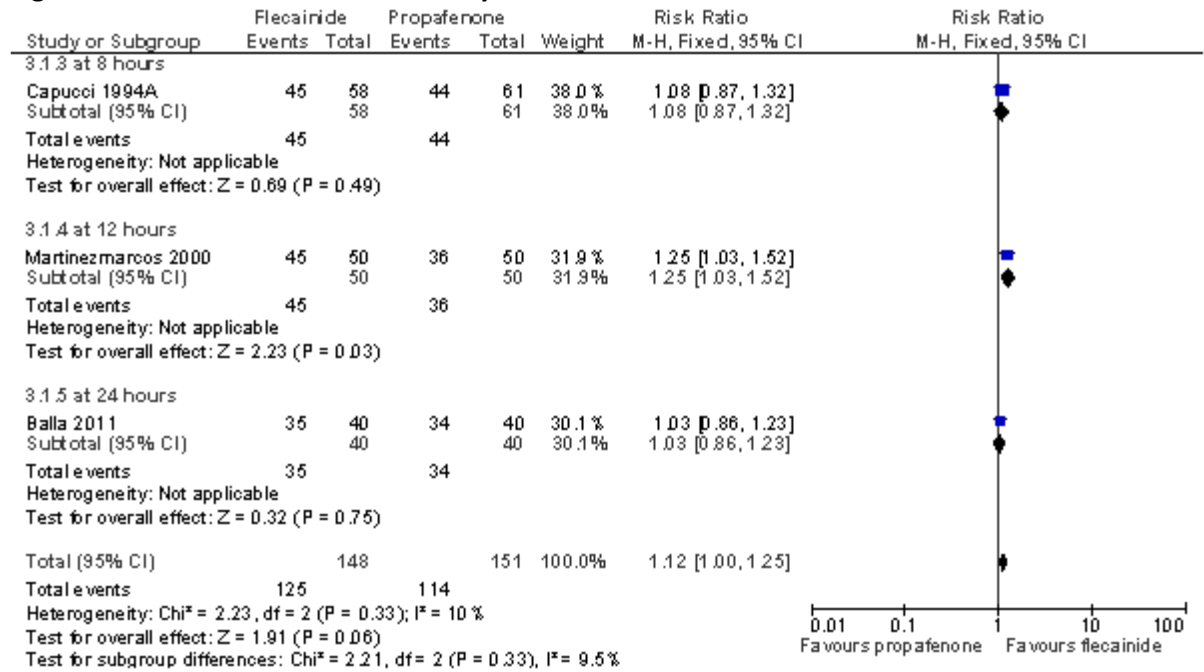 Flecainide Propafenone Risk Ratio Risk Ratio
Study or Subgroup Events Total Events Total Weight M-H, Fixed, 95% CI M-H, Fixed, 95% CI
3.1.3 at 8 hours
Capucci 1994A 45 58 44 61 38.0% 1.08 [0.87, 1.32]
Subtotal (95% CI) 58 61 38.0% 1.08 [0.87, 1.32]
Total events 45 44
Heterogeneity: Not applicable
Test for overall effect: Z = 0.69 (P = 0.49)
3.1.4 at 12 hours
Martinezmarcos 2000 45 50 36 50 31.9% 1.25 [1.03, 1.52]
Subtotal (95% CI) 50 50 31.9% 1.25 [1.03, 1.52]
Total events 45 36
Heterogeneity: Not applicable
Test for overall effect: Z = 2.23 (P = 0.03)
3.1.5 at 24 hours
Balla 2011 35 40 34 40 30.1% 1.03 [0.86, 1.23]
Subtotal (95% CI) 40 40 30.1% 1.03 [0.86, 1.23]
Total events 35 34
Heterogeneity: Not applicable
Test for overall effect: Z = 0.32 (P = 0.75)
Total (95% CI) 148 151 100.0% 1.12 [1.00, 1.25]
Total events 125 114
Heterogeneity: Chi² = 2.23, df = 2 (P = 0.33); I² = 10%
Test for overall effect: Z = 1.91 (P = 0.06)
Test for subgroup differences: Chi² = 2.21, df = 2 (P = 0.33), I² = 9.5%
0.01 0.1 1 10 100
Favours propafenone Favours flecainide